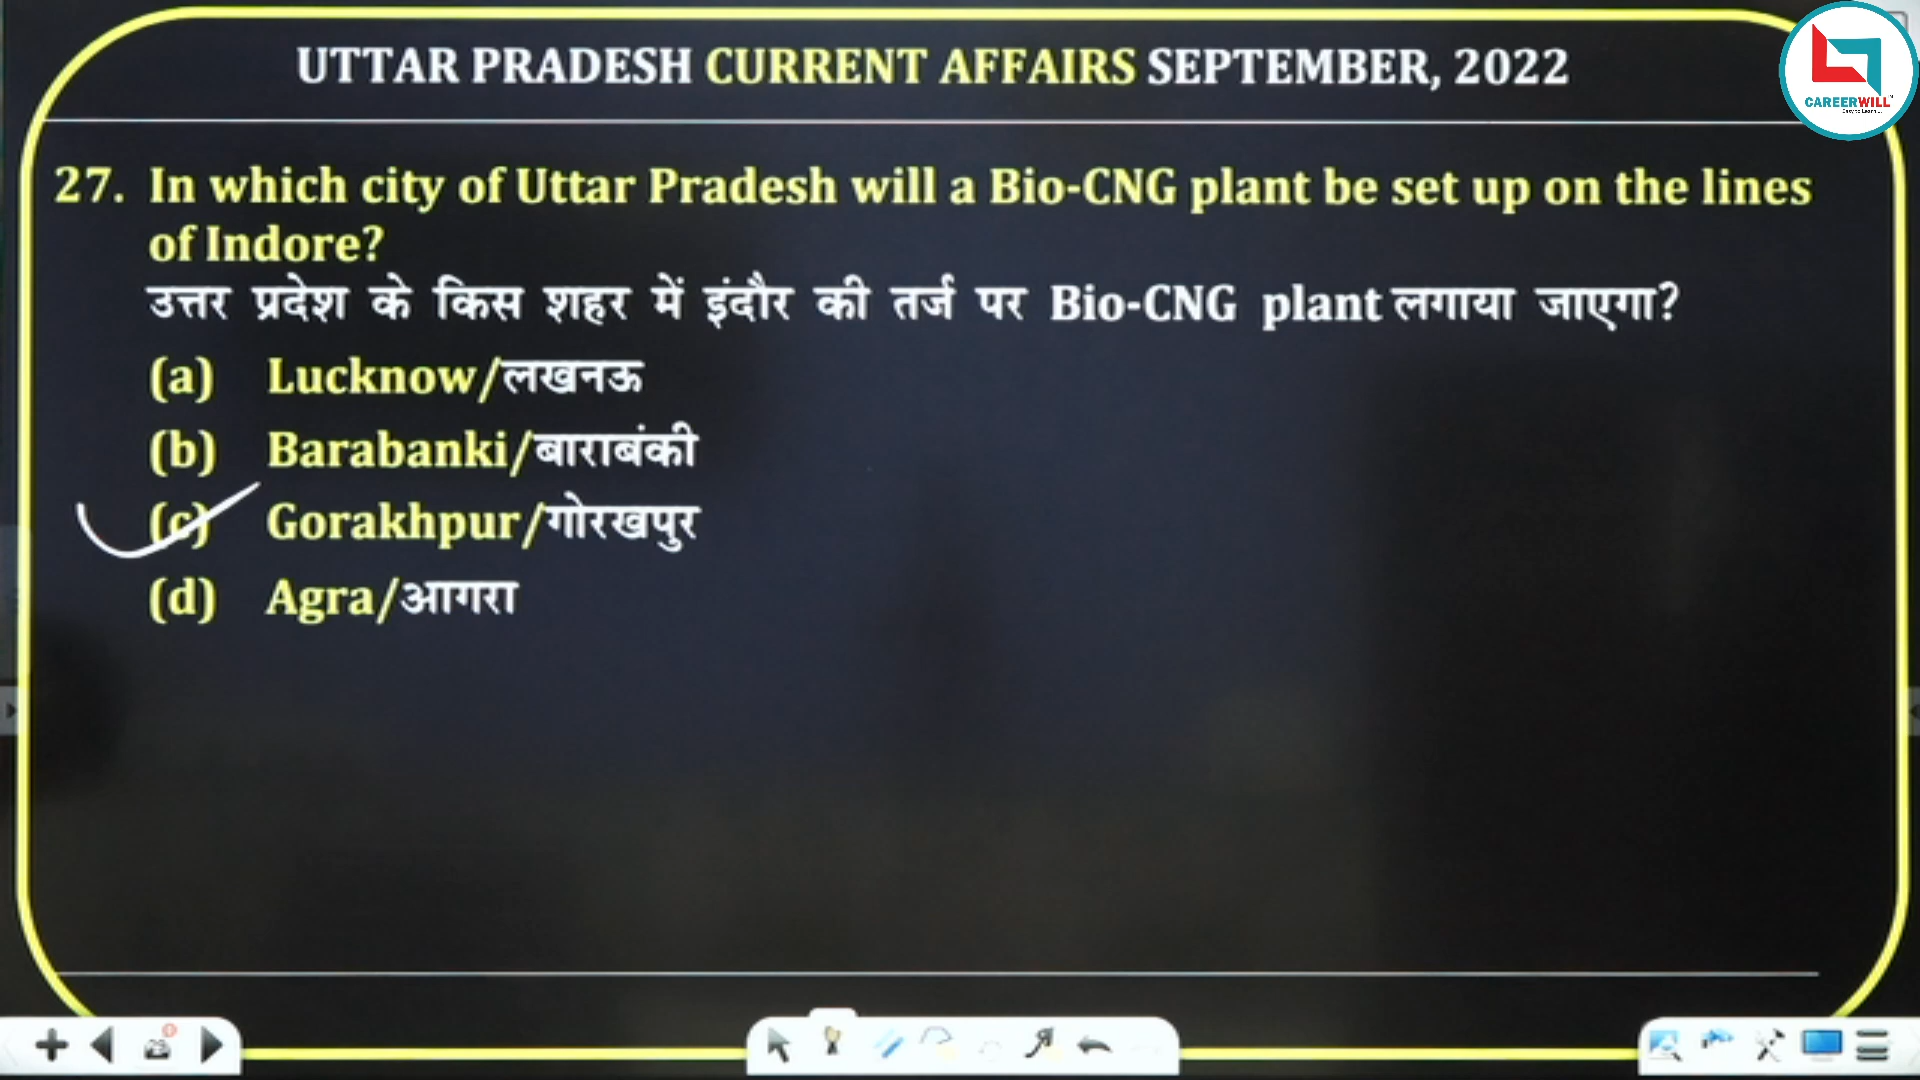 UTTAR PRADESH CURRENT AFFAIRS SEPTEMBER, 2022
CAREERWILL
27. In which city of Uttar Pradesh will a Bio-CNG plant be set up on the lines
of Indore?
उत्तर प्रदेश के किस शहर में इंदौर की तर्ज पर Bio-CNG plant लगाया जाएगा?
(a) Lucknow/लखनऊ
(b) Barabanki/बाराबंकी
(c) Gorakhpur/गोरखपुर
(d) Agra/आगरा